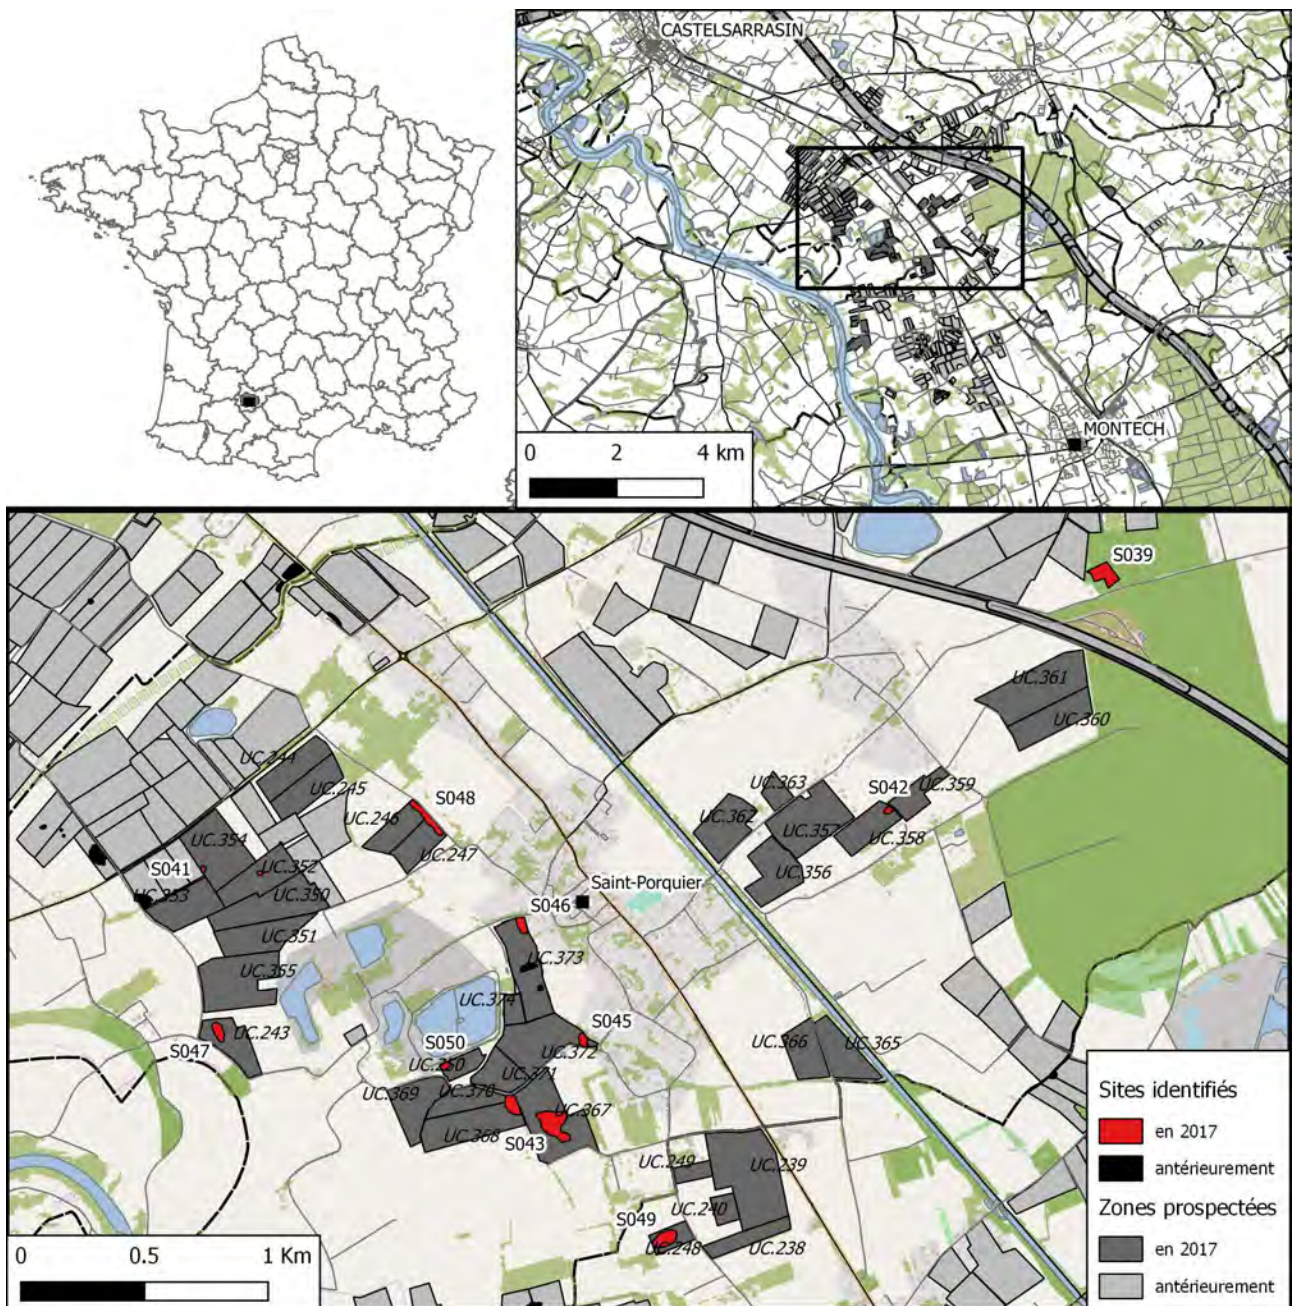 CASTELSARRASIN
MONTECH
0 2 4 km
S039
UC.361
UC.360
UC.244
UC.245
S048
UC.246
UC.247
UC.363
S042
UC.359
UC.362
UC.357
UC.358
UC.356
UC.354
S041
UC.352
UC.353
UC.350
Saint-Porquier
S046
UC.351
UC.373
UC.355
UC.374
UC.243
S047
S045
S050
UC.372
UC.250
UC.366
UC.365
UC.371
UC.370
UC.369
UC.367
UC.368
S043
UC.249
UC.239
UC.240
S049
UC.248
UC.238
0 0.5 1 Km
Sites identifiés
en 2017
antérieurement
Zones prospectées
en 2017
antérieurement